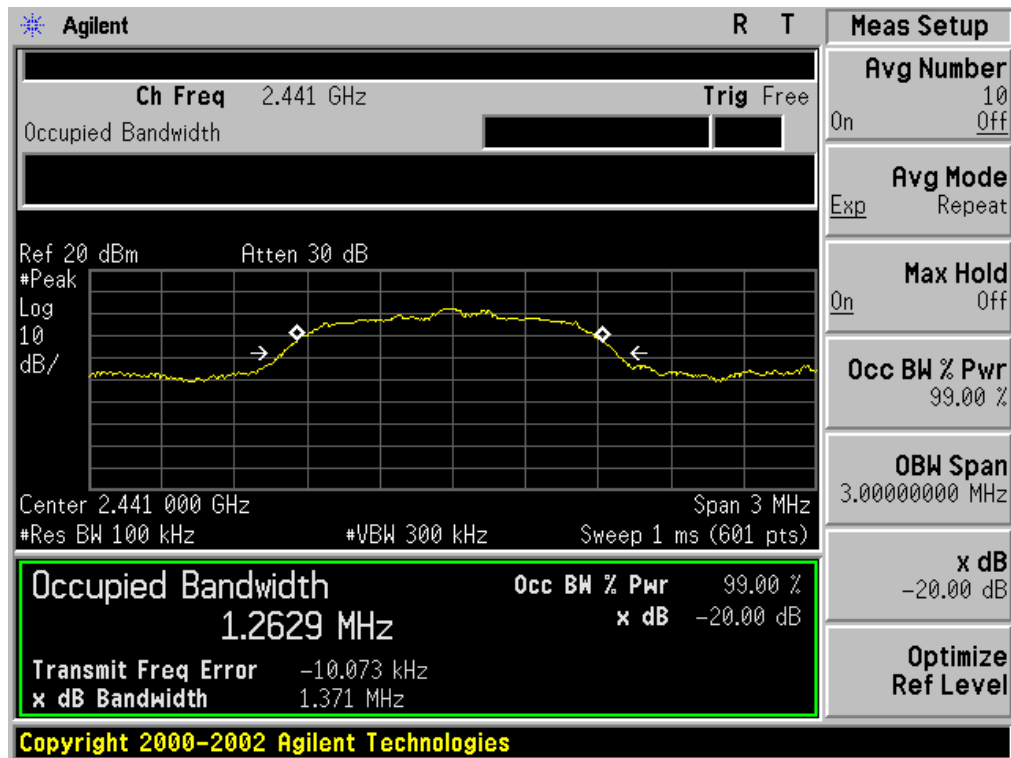 Agilent R T
Ch Freq 2.441 GHz Trig Free
Occupied Bandwidth
Ref 20 dBm Atten 30 dB
#Peak
Log
10
dB/
Center 2.441 000 GHz Span 3 MHz
#Res BW 100 kHz #VBW 300 kHz Sweep 1 ms (601 pts)
Occupied Bandwidth
1.2629 MHz
Occ BW % Pwr 99.00 %
x dB -20.00 dB
Transmit Freq Error -10.073 kHz
x dB Bandwidth 1.371 MHz
Copyright 2000-2002 Agilent Technologies
Meas Setup
Avg Number
10
On Off
Avg Mode
Exp Repeat
Max Hold
On Off
Occ BW % Pwr
99.00 %
OBW Span
3.00000000 MHz
x dB
-20.00 dB
Optimize
Ref Level